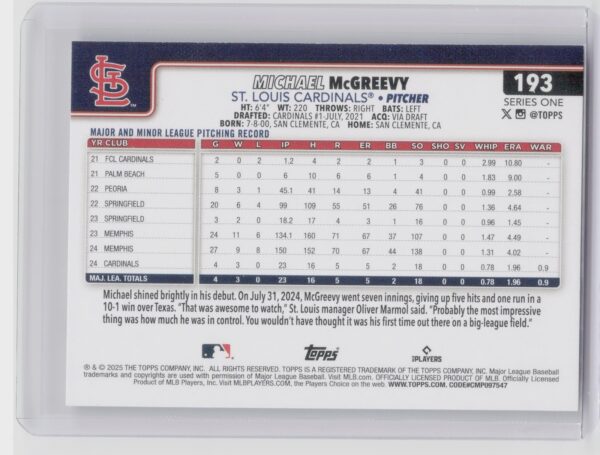 STL
MICHAEL McGREEVY
ST. LOUIS CARDINALS® • PITCHER
HT: 6'4" WT: 220 THROWS: RIGHT BATS: LEFT
DRAFTED: CARDINALS #1-JULY, 2021 ACQ: VIA DRAFT
BORN: 7-8-00, SAN CLEMENTE, CA HOME: SAN CLEMENTE, CA
193
SERIES ONE
X @TOPPS
MAJOR AND MINOR LEAGUE PITCHING RECORD
YR CLUB G W L IP H R ER BB SO SHO SV WHIP ERA WAR
21 FCL CARDINALS 2 0 2 1.2 4 2 2 1 3 0 0 2.99 10.80 -
21 PALM BEACH 5 0 0 6 10 6 6 1 4 0 0 1.83 9.00 -
22 PEORIA 8 3 1 45.1 41 14 13 4 41 0 0 0.99 2.58 -
22 SPRINGFIELD 20 6 4 99 109 55 51 26 76 0 0 1.36 4.64 -
23 SPRINGFIELD 3 2 0 18.2 17 4 3 1 16 0 0 0.96 1.45 -
23 MEMPHIS 24 11 6 134.1 160 71 67 37 107 0 0 1.47 4.49 -
24 MEMPHIS 27 9 8 150 152 70 67 44 138 0 0 1.31 4.02 -
24 CARDINALS 4 3 0 23 16 5 5 2 18 0 0 0.78 1.96 0.9
MAJ. LEA. TOTALS 4 3 0 23 16 5 5 2 18 0 0 0.78 1.96 0.9
Michael shined brightly in his debut. On July 31, 2024, McGreevy went seven innings, giving up five hits and one run in a
10-1 win over Texas. "That was awesome to watch," St. Louis manager Oliver Marmol said. "Probably the most impressive
thing was how much he was in control. You wouldn't have thought it was his first time out there on a big-league field."
Topps
PLAYERS
® & © 2025 THE TOPPS COMPANY, INC. ALL RIGHTS RESERVED. TOPPS IS A REGISTERED TRADEMARK OF THE TOPPS COMPANY, INC. Major League Baseball
trademarks and copyrights are used with permission of Major League Baseball. Visit MLB.com. OFFICIALLY LICENSED PRODUCT OF MLB. Officially Licensed
Product of MLB Players, Inc. Visit MLBPLAYERS.com, the Players Choice on the web. WWW.TOPPS.COM. CODE#CMP097547